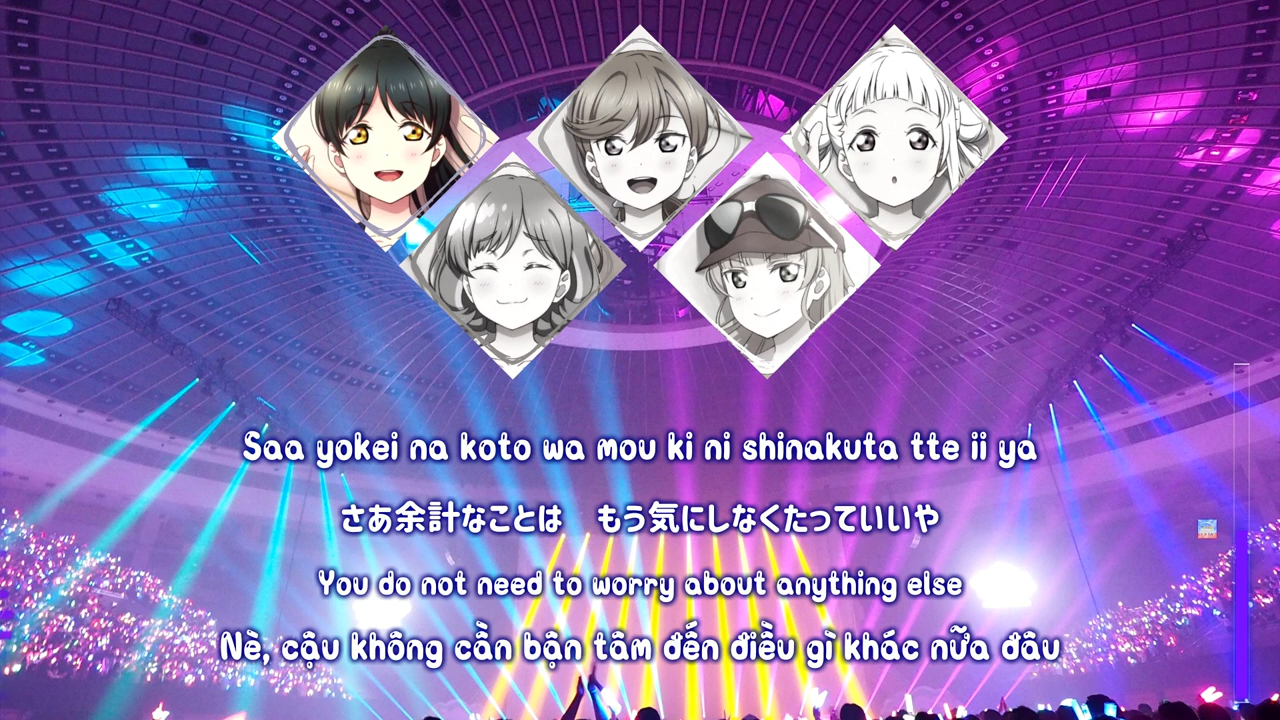 Saa yokei na koto wa mou ki ni shinakuta tte ii ya
さあ余計なことは　もう気にしなくたっていいや
You do not need to worry about anything else
Nè, cậu không cần bận tâm đến điều gì khác nữa đâu